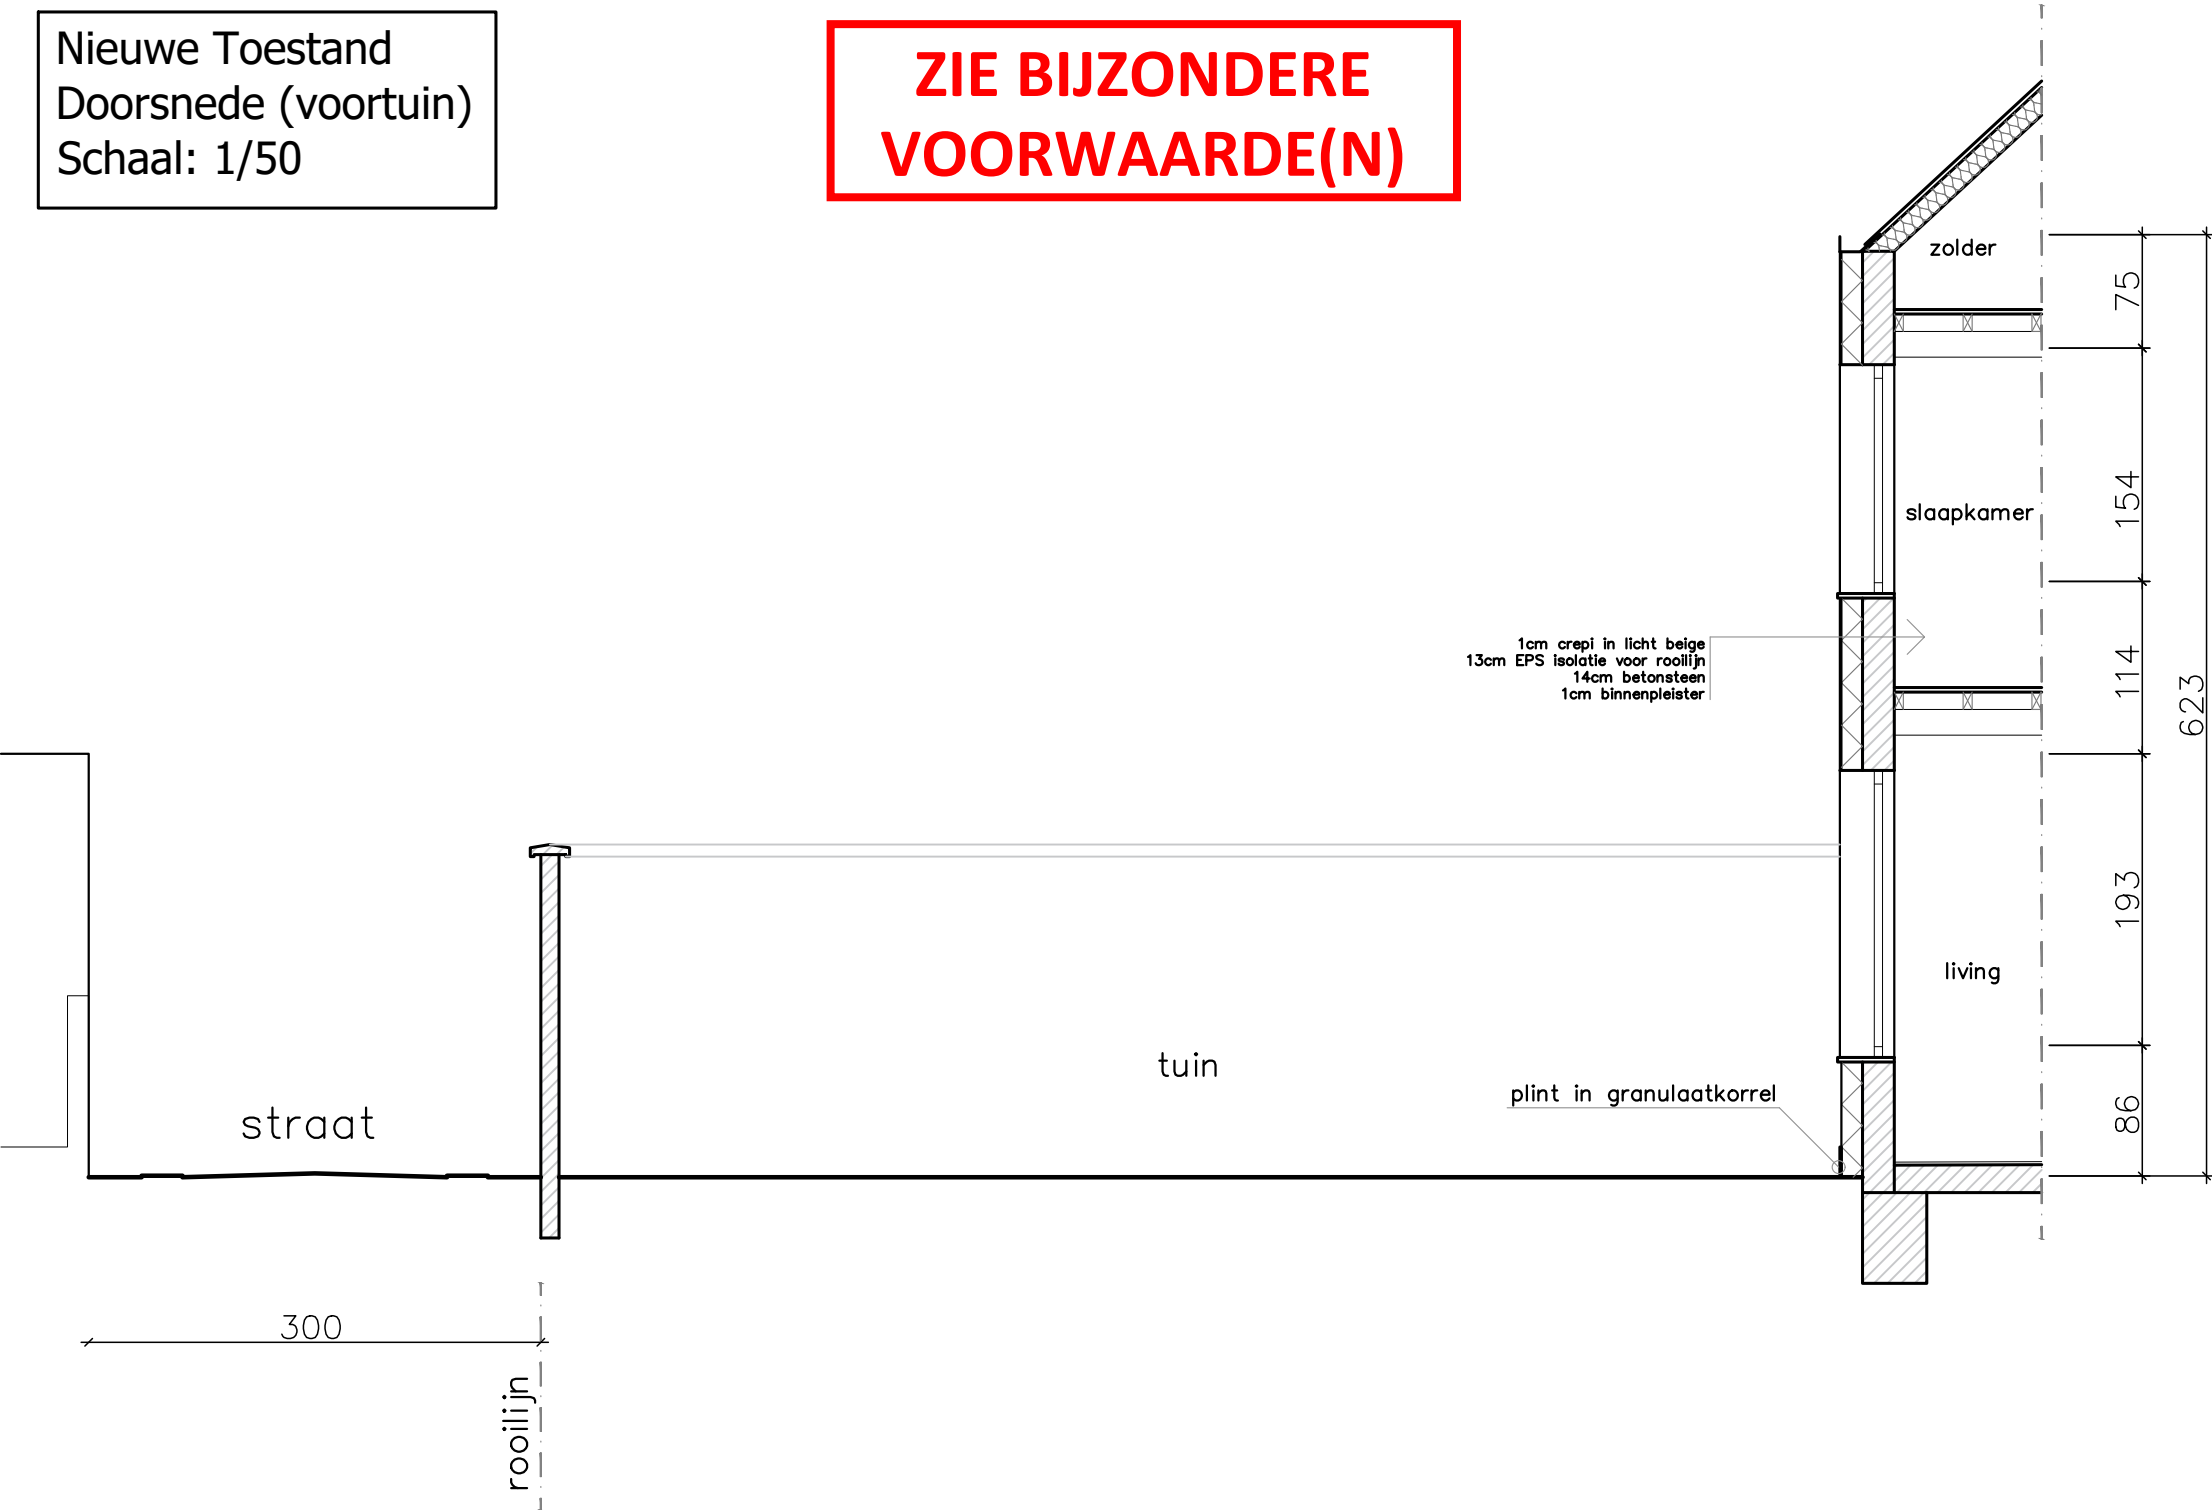 Nieuwe Toestand
Doorsnede (voortuin)
Schaal: 1/50
ZIE BIJZONDERE
VOORWAARDE(N)
zolder
75
154
slaapkamer
1cm crepi in licht beige
13cm EPS isolatie voor rooilijn
14cm betonsteen
1cm binnenpleister
114
623
193
living
tuin
plint in granulaatkorrel
86
straat
300
rooilijn